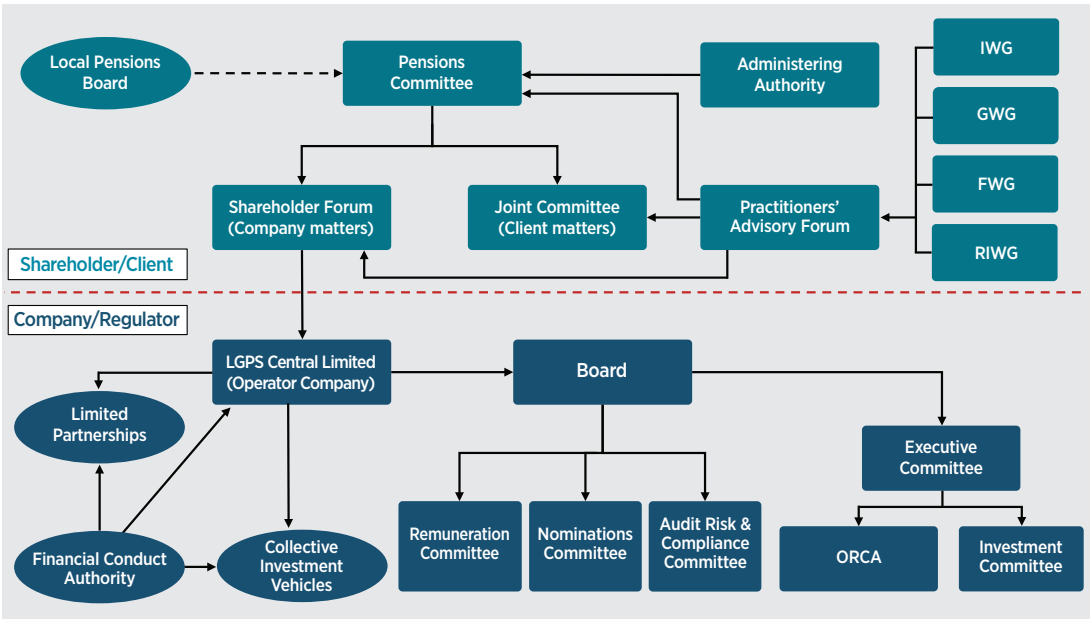 Local Pensions
Board
Pensions
Committee
Administering
Authority
IWG
GWG
FWG
RIWG
Shareholder Forum
(Company matters)
Joint Committee
(Client matters)
Practitioners’
Advisory Forum
Shareholder/Client
Company/Regulator
LGPS Central Limited
(Operator Company)
Board
Limited
Partnerships
Executive
Committee
Financial Conduct
Authority
Collective
Investment
Vehicles
Remuneration
Committee
Nominations
Committee
Audit Risk &
Compliance
Committee
ORCA
Investment
Committee